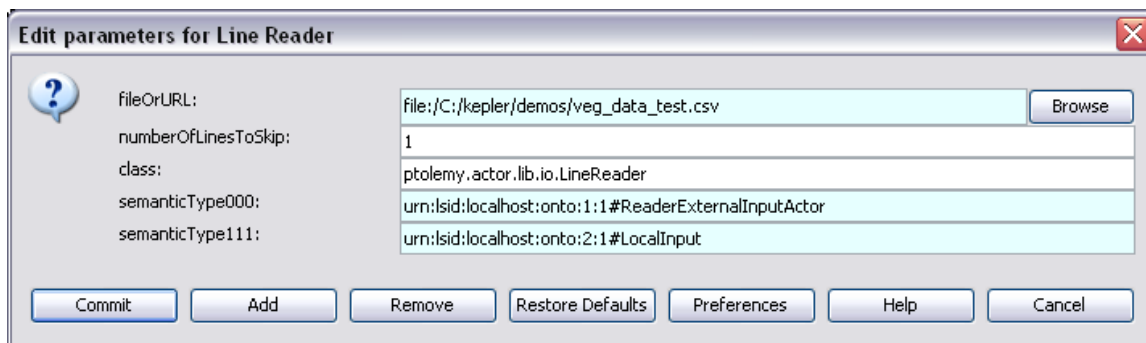 Edit parameters for Line Reader
fileOrURL: file:/C:/kepler/demos/veg_data_test.csv Browse
numberOfLinesToSkip: 1
class: ptolemy.actor.lib.io.LineReader
semanticType000: urn:lsid:localhost:onto:1:1#ReaderExternalInputActor
semanticType111: urn:lsid:localhost:onto:2:1#LocalInput
Commit Add Remove Restore Defaults Preferences Help Cancel